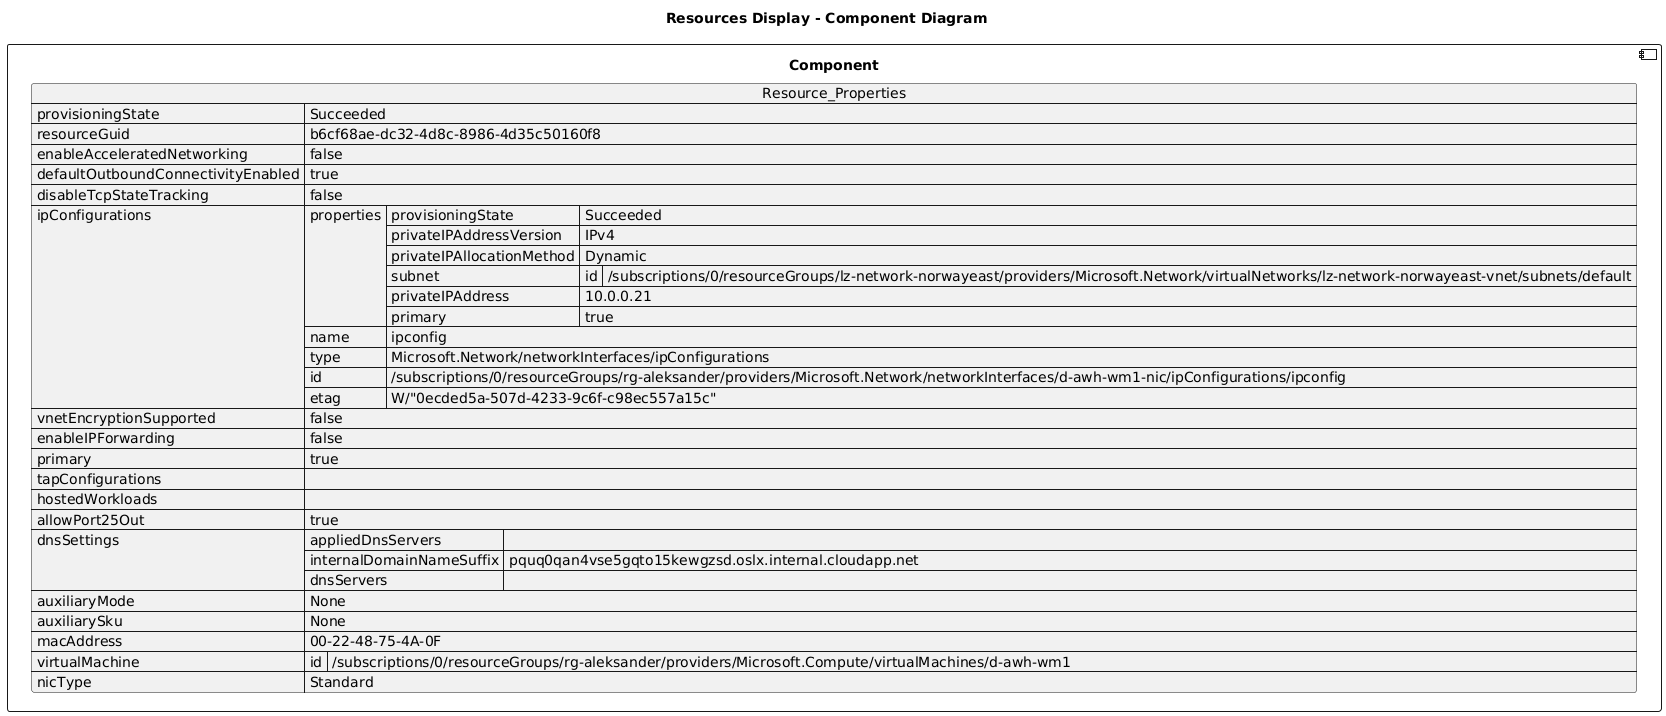 Resources Display - Component Diagram
Component
Resource_Properties
provisioningState Succeeded
resourceGuid b6cf68ae-dc32-4d8c-8986-4d35c50160f8
enableAcceleratedNetworking false
defaultOutboundConnectivityEnabled true
disableTcpStateTracking false
ipConfigurations properties provisioningState Succeeded
privateIPAddressVersion IPv4
privateIPAllocationMethod Dynamic
subnet id /subscriptions/0/resourceGroups/lz-network-norwayeast/providers/Microsoft.Network/virtualNetworks/lz-network-norwayeast-vnet/subnets/default
privateIPAddress 10.0.0.21
primary true
name ipconfig
type Microsoft.Network/networkInterfaces/ipConfigurations
id /subscriptions/0/resourceGroups/rg-aleksander/providers/Microsoft.Network/networkInterfaces/d-awh-wm1-nic/ipConfigurations/ipconfig
etag W/"0ecded5a-507d-4233-9c6f-c98ec557a15c"
vnetEncryptionSupported false
enableIPForwarding false
primary true
tapConfigurations
hostedWorkloads
allowPort25Out true
dnsSettings appliedDnsServers
internalDomainNameSuffix pquq0qan4vse5gqto15kewgzsd.oslx.internal.cloudapp.net
dnsServers
auxiliaryMode None
auxiliarySku None
macAddress 00-22-48-75-4A-0F
virtualMachine id /subscriptions/0/resourceGroups/rg-aleksander/providers/Microsoft.Compute/virtualMachines/d-awh-wm1
nicType Standard